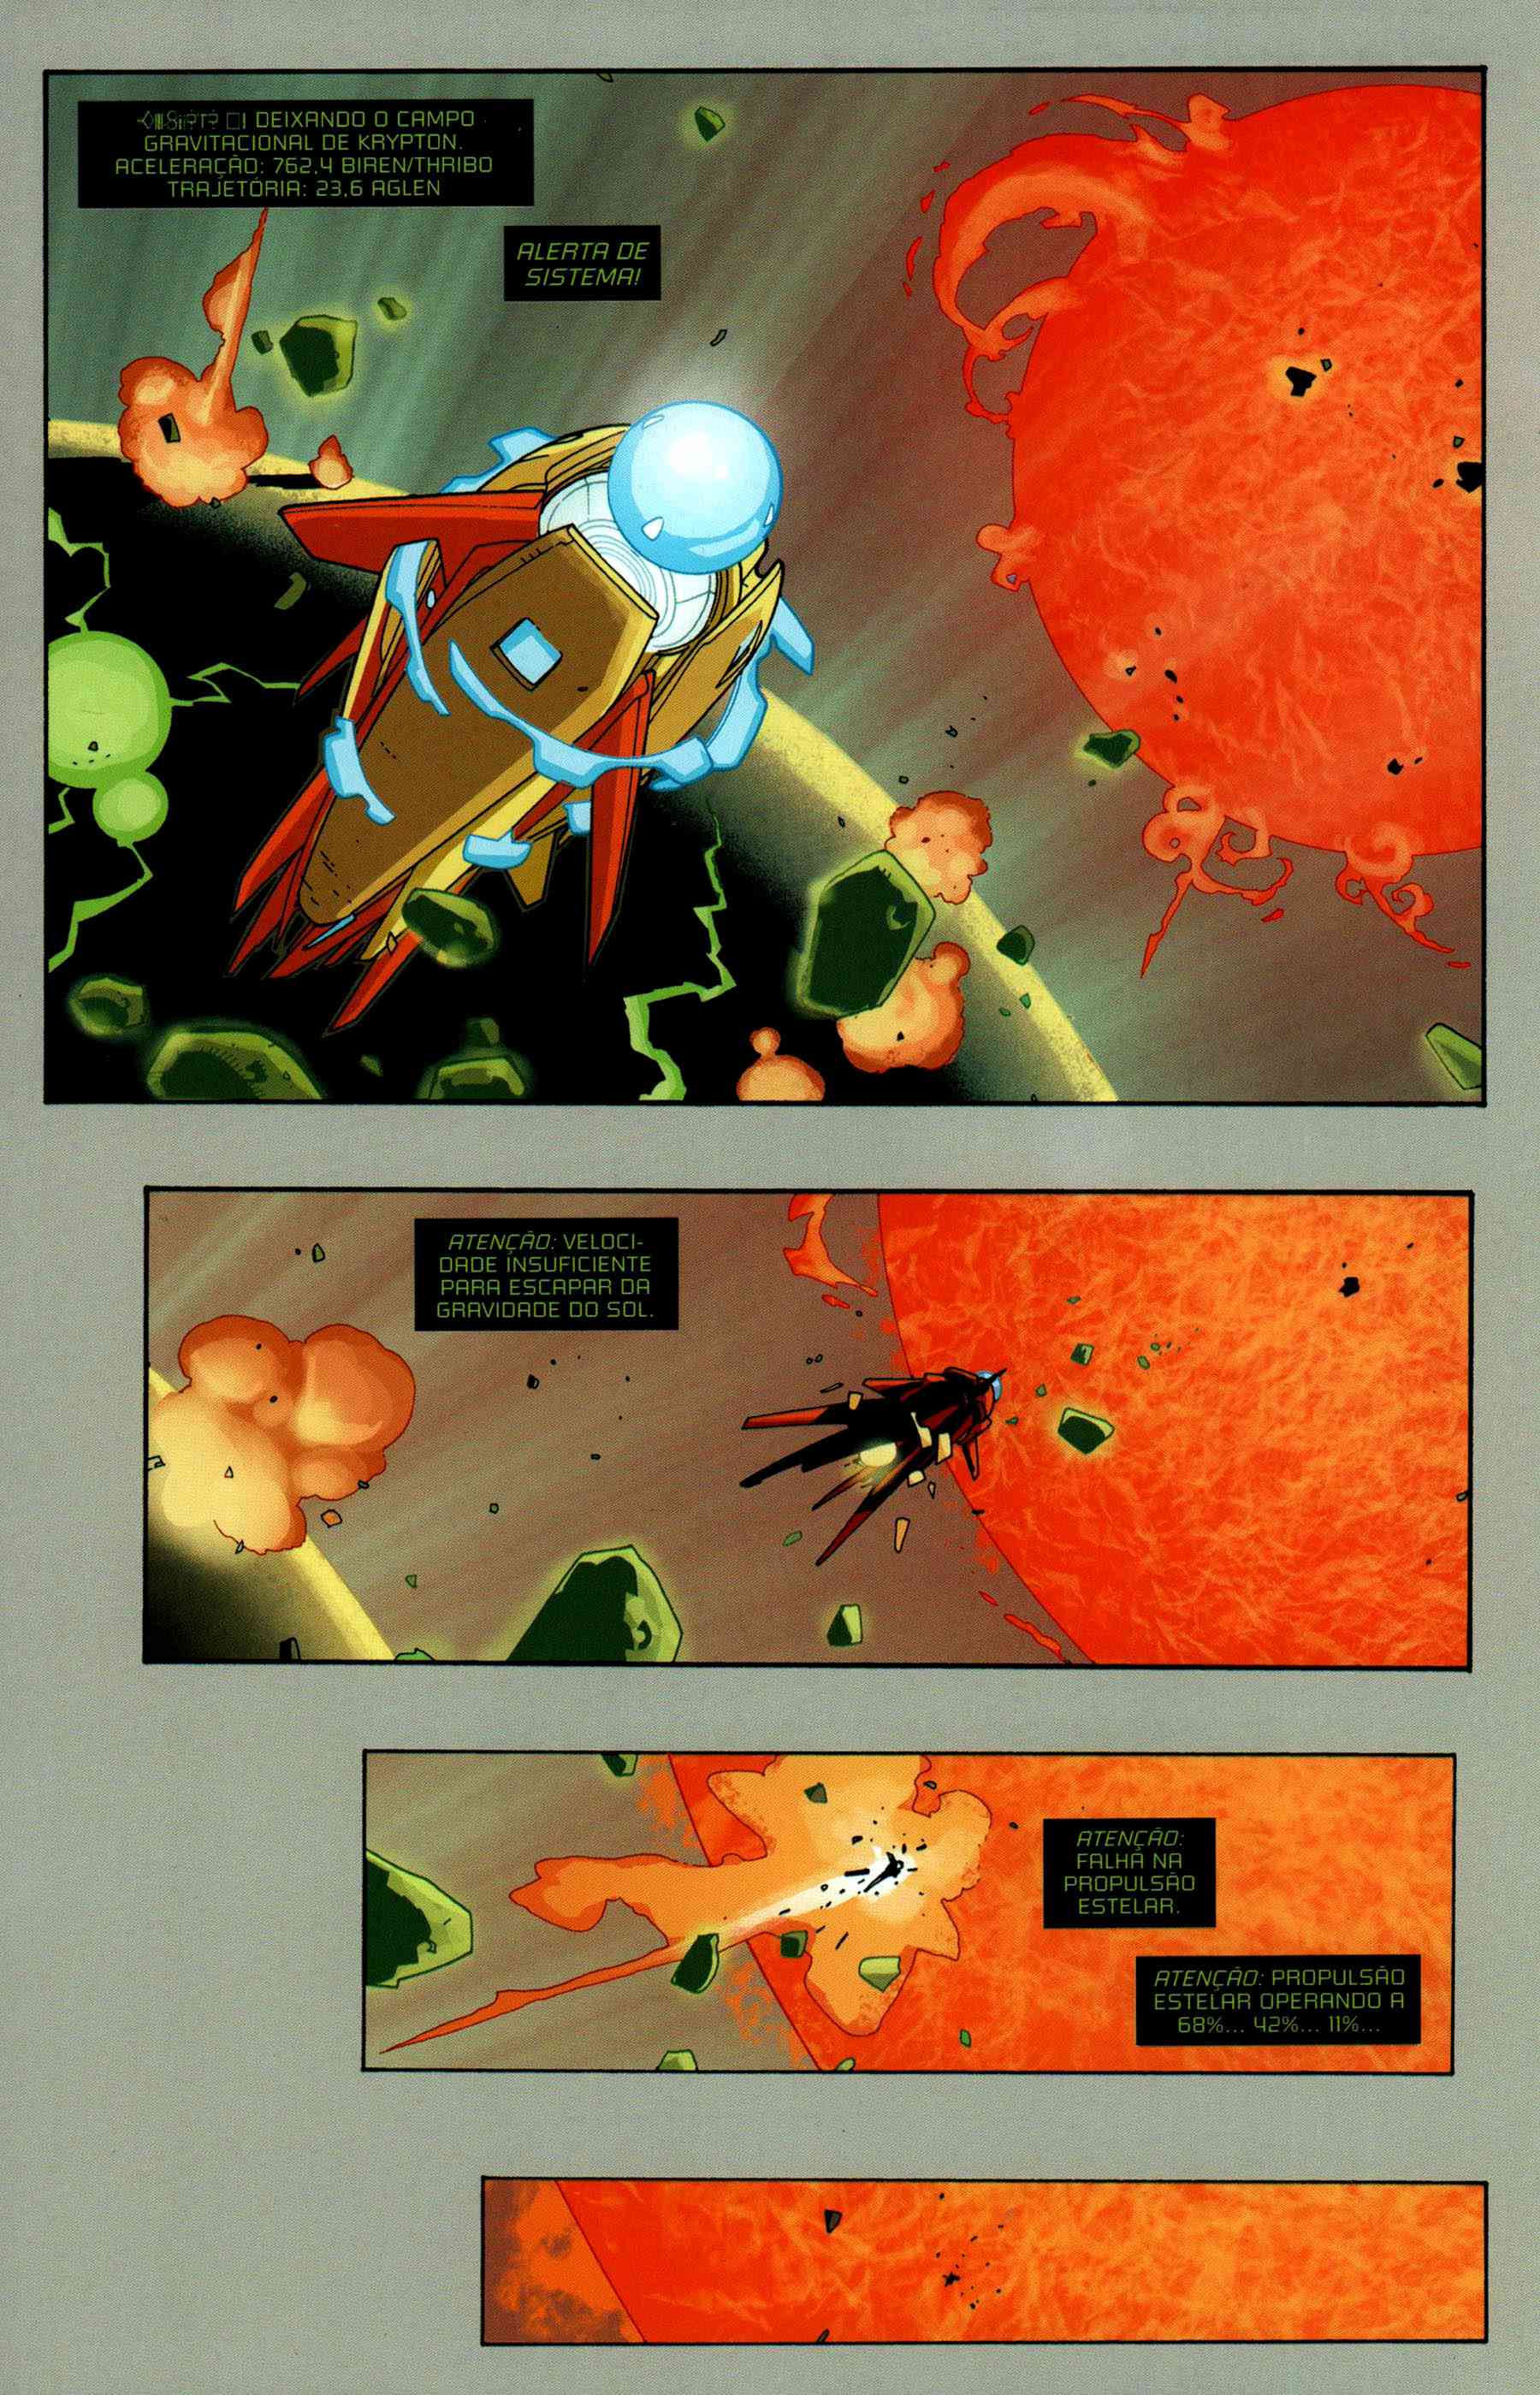 DEIXANDO O CAMPO
GRAVITACIONAL DE KRYPTON.
ACELERAÇÃO: 762,4 BIREN/THRIBO
TRAJETÓRIA: 23,6 AGLEN
ALERTA DE
SISTEMA!
ATENÇÃO: VELOCI-
DADE INSUFICIENTE
PARA ESCAPAR DA
GRAVIDADE DO SOL.
ATENÇÃO:
FALHA NA
PROPULSÃO
ESTELAR.
ATENÇÃO: PROPULSÃO
ESTELAR OPERANDO A
68%... 42%... 11%...